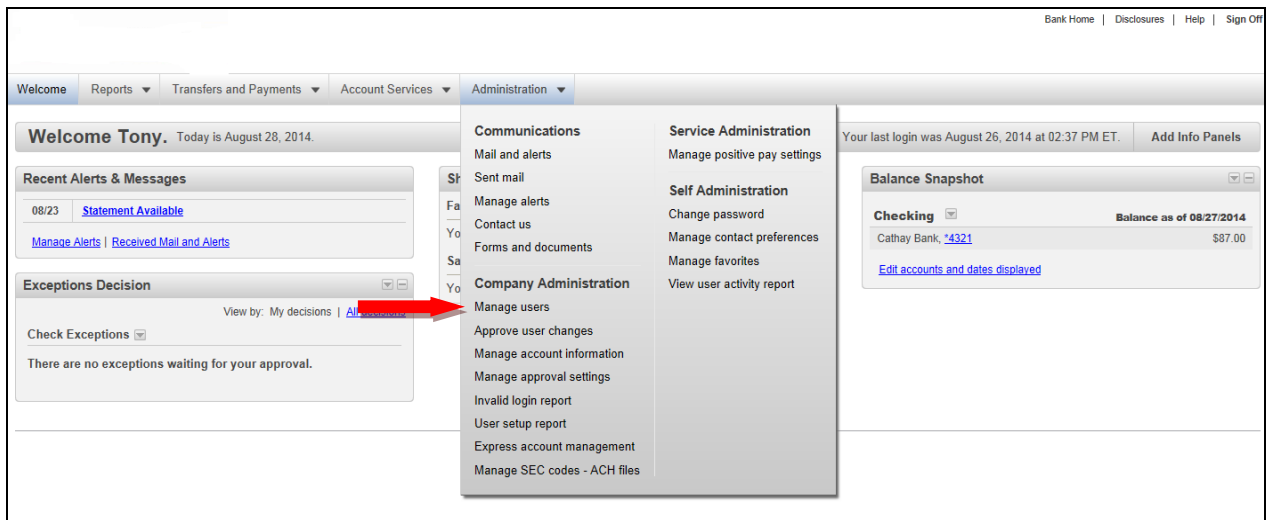 Bank Home | Disclosures | Help | Sign Off
Welcome Reports Transfers and Payments Account Services Administration
Welcome Tony. Today is August 28, 2014.
Your last login was August 26, 2014 at 02:37 PM ET. Add Info Panels
Recent Alerts & Messages
08/23 Statement Available
Manage Alerts | Received Mail and Alerts
Exceptions Decision
View by: My decisions | All decisions
Check Exceptions
There are no exceptions waiting for your approval.
Sh
Fa
Yo
Sa
Yo
Communications
Mail and alerts
Sent mail
Manage alerts
Contact us
Forms and documents
Company Administration
Manage users
Approve user changes
Manage account information
Manage approval settings
Invalid login report
User setup report
Express account management
Manage SEC codes - ACH files
Service Administration
Manage positive pay settings
Self Administration
Change password
Manage contact preferences
Manage favorites
View user activity report
Balance Snapshot
Checking Balance as of 08/27/2014
Cathay Bank, *4321 $87.00
Edit accounts and dates displayed